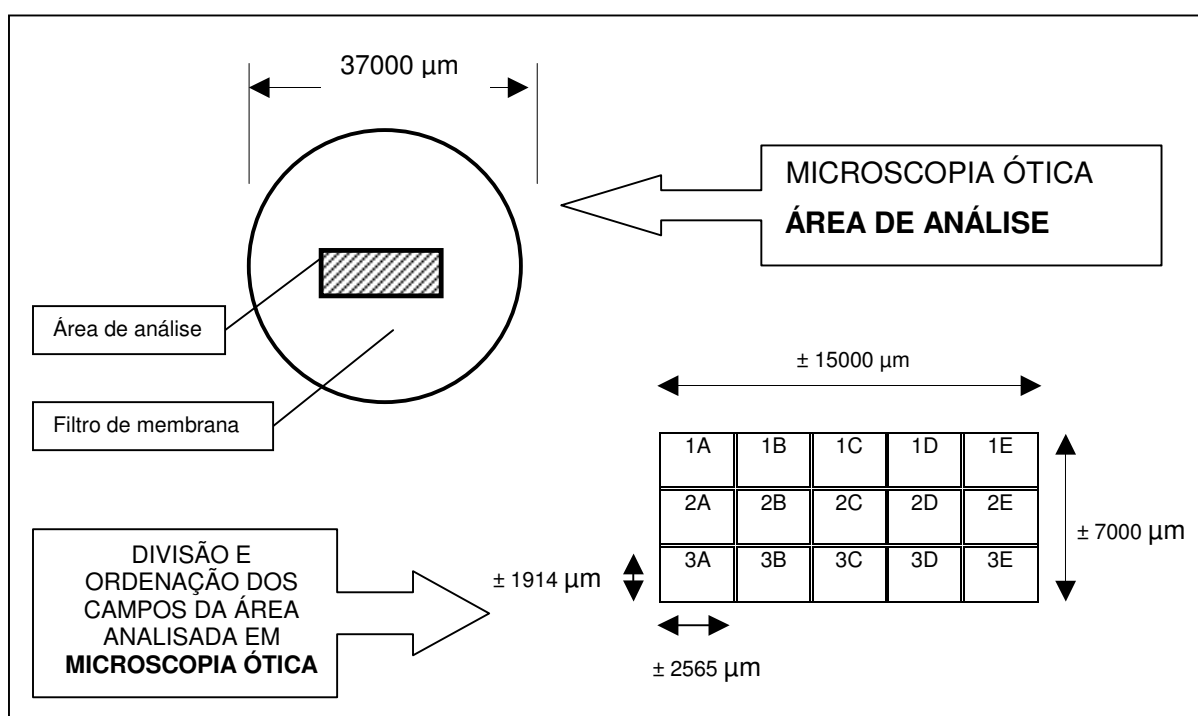 37000 µm
MICROSCOPIA ÓTICA
ÁREA DE ANÁLISE
Área de análise
Filtro de membrana
± 15000 µm
1A 1B 1C 1D 1E
2A 2B 2C 2D 2E
3A 3B 3C 3D 3E
± 7000 µm
± 1914 µm
± 2565 µm
DIVISÃO E
ORDENAÇÃO DOS
CAMPOS DA ÁREA
ANALISADA EM
MICROSCOPIA ÓTICA